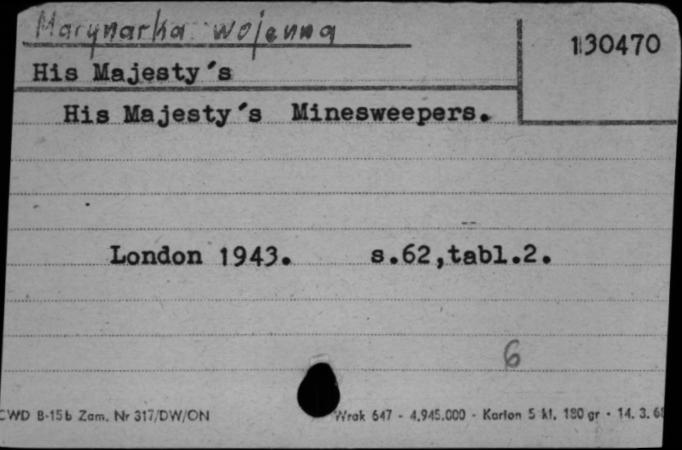 Marynarka wojenna
130470
His Majesty´s
His Majesty´s Minesweepers.
London 1943. s.62,tabl.2.
6
CWD B-15b Zam. Nr 317/DW/ON Wrak 647 - 4.945.000 - Karton 5 kl. 180 gr - 14. 3. 68